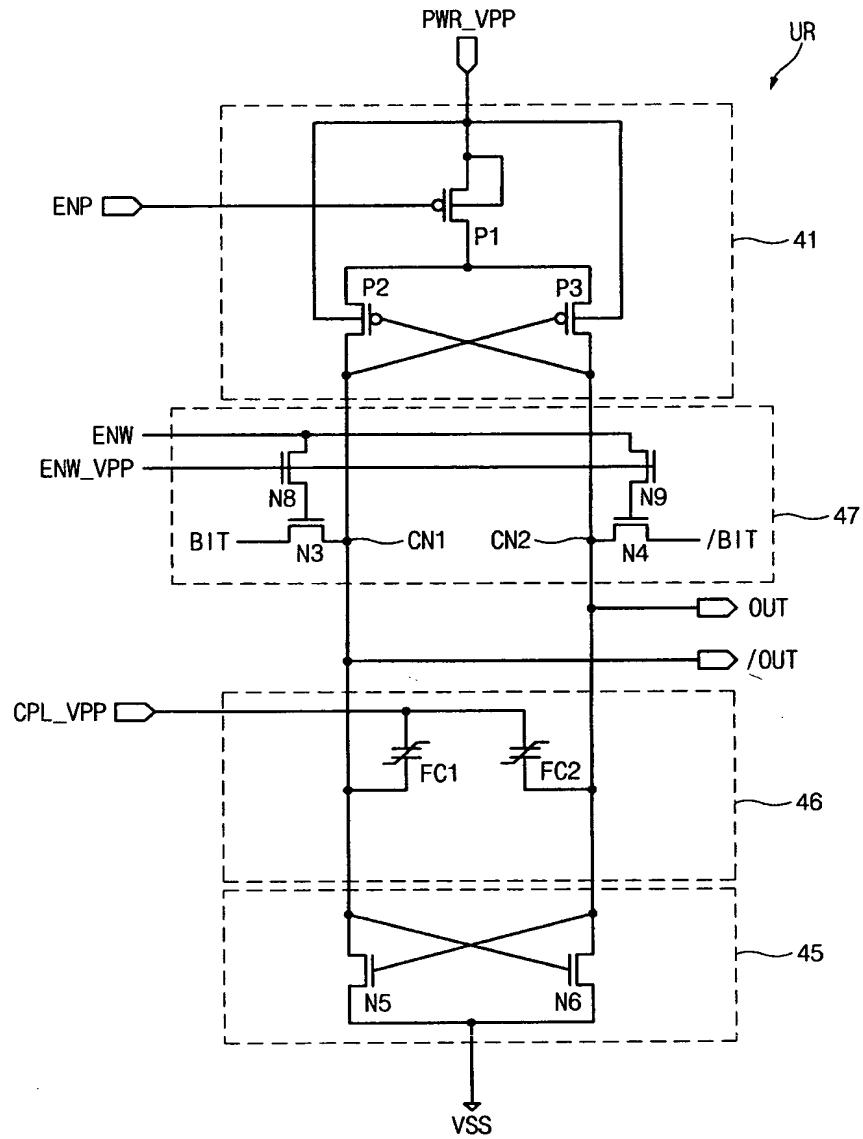 PWR_VPP
UR
ENP
P1
41
P2
P3
ENW
ENW_VPP
N8
N9
47
BIT
N3
CN1
CN2
N4
/BIT
OUT
/OUT
CPL_VPP
FC1
FC2
46
45
N5
N6
VSS